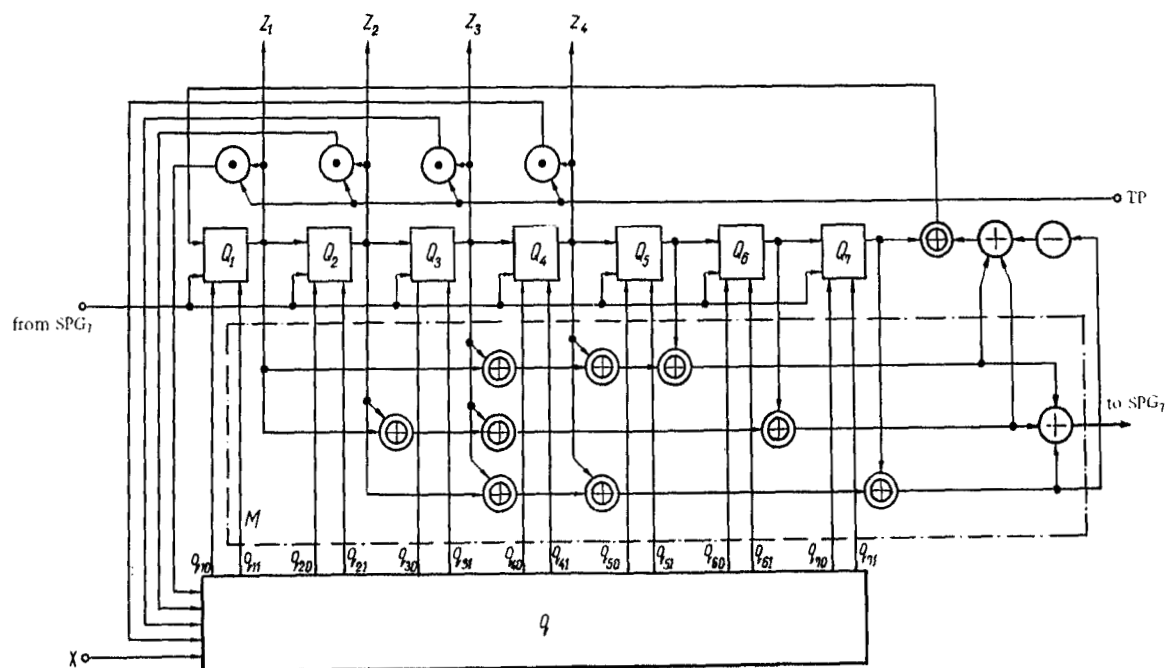 Z1 Z2 Z3 Z4
TP
Q1 Q2 Q3 Q4 Q5 Q6 Q7
from SPG7
to SPG7
M
q10 q11 q20 q21 q30 q31 q40 q41 q50 q51 q60 q61 q70 q71
q
X